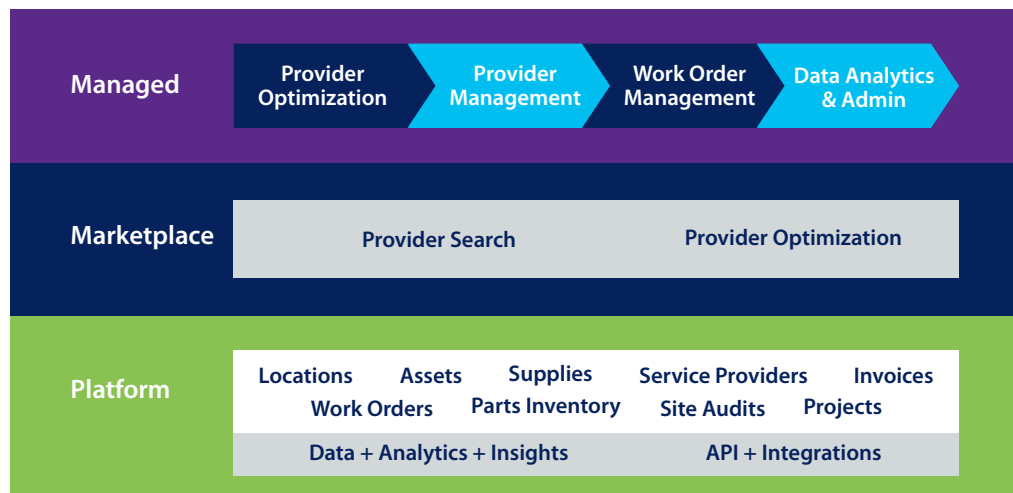 Managed
Provider
Optimization
Provider
Management
Work Order
Management
Data Analytics
& Admin
Marketplace
Provider Search
Provider Optimization
Platform
Locations
Assets
Supplies
Service Providers
Invoices
Work Orders
Parts Inventory
Site Audits
Projects
Data + Analytics + Insights
API + Integrations